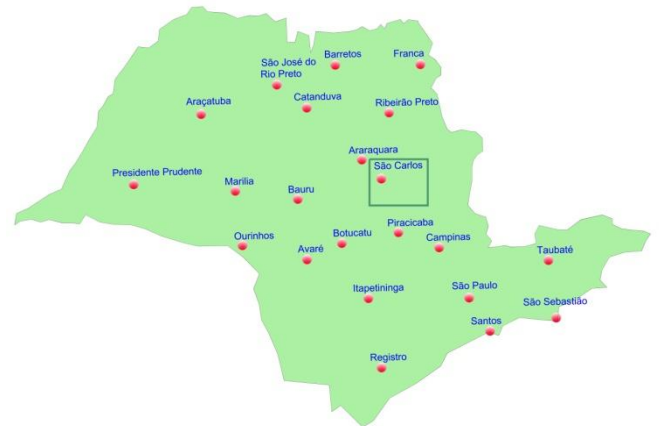 Barretos
Franca
São José do
Rio Preto
Catanduva
Araçatuba
Ribeirão Preto
Araraquara
São Carlos
Presidente Prudente
Marilia
Bauru
Piracicaba
Ourinhos
Botucatu
Campinas
Avaré
Taubaté
Itapetininga
São Paulo
São Sebastião
Santos
Registro